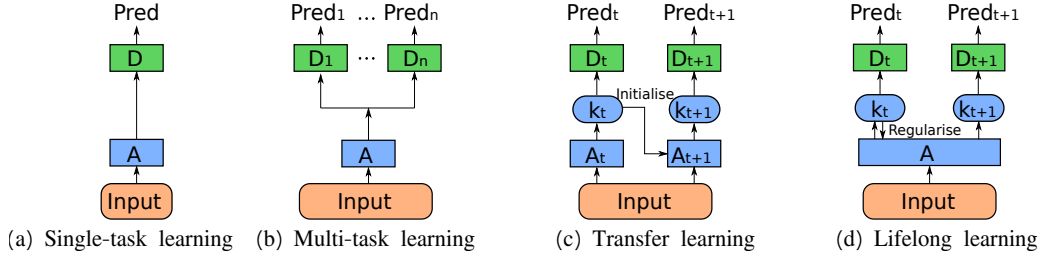 Pred Pred₁ ... Predₙ Predₜ Predₜ₊₁ Predₜ Predₜ₊₁
D D₁ ... Dₙ Dₜ Dₜ₊₁ Dₜ Dₜ₊₁
Initialise
kₜ kₜ₊₁ kₜ kₜ₊₁
Regularise
A A Aₜ Aₜ₊₁ A
Input Input Input Input
(a) Single-task learning (b) Multi-task learning (c) Transfer learning (d) Lifelong learning